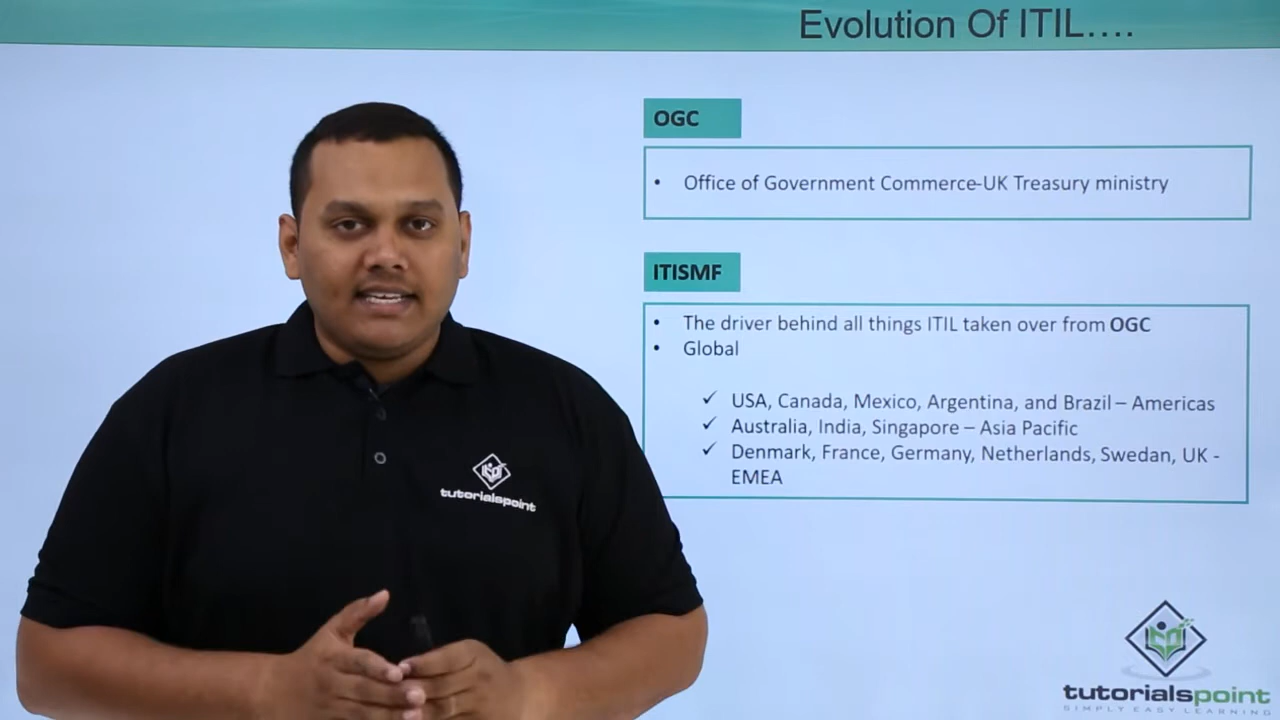 Evolution Of ITIL....
OGC
• Office of Government Commerce-UK Treasury ministry
ITISMF
• The driver behind all things ITIL taken over from OGC
• Global
✓ USA, Canada, Mexico, Argentina, and Brazil – Americas
✓ Australia, India, Singapore – Asia Pacific
✓ Denmark, France, Germany, Netherlands, Sweden, UK -
EMEA
tutorialspoint
tutorialspoint
SIMPLY EASY LEARNING